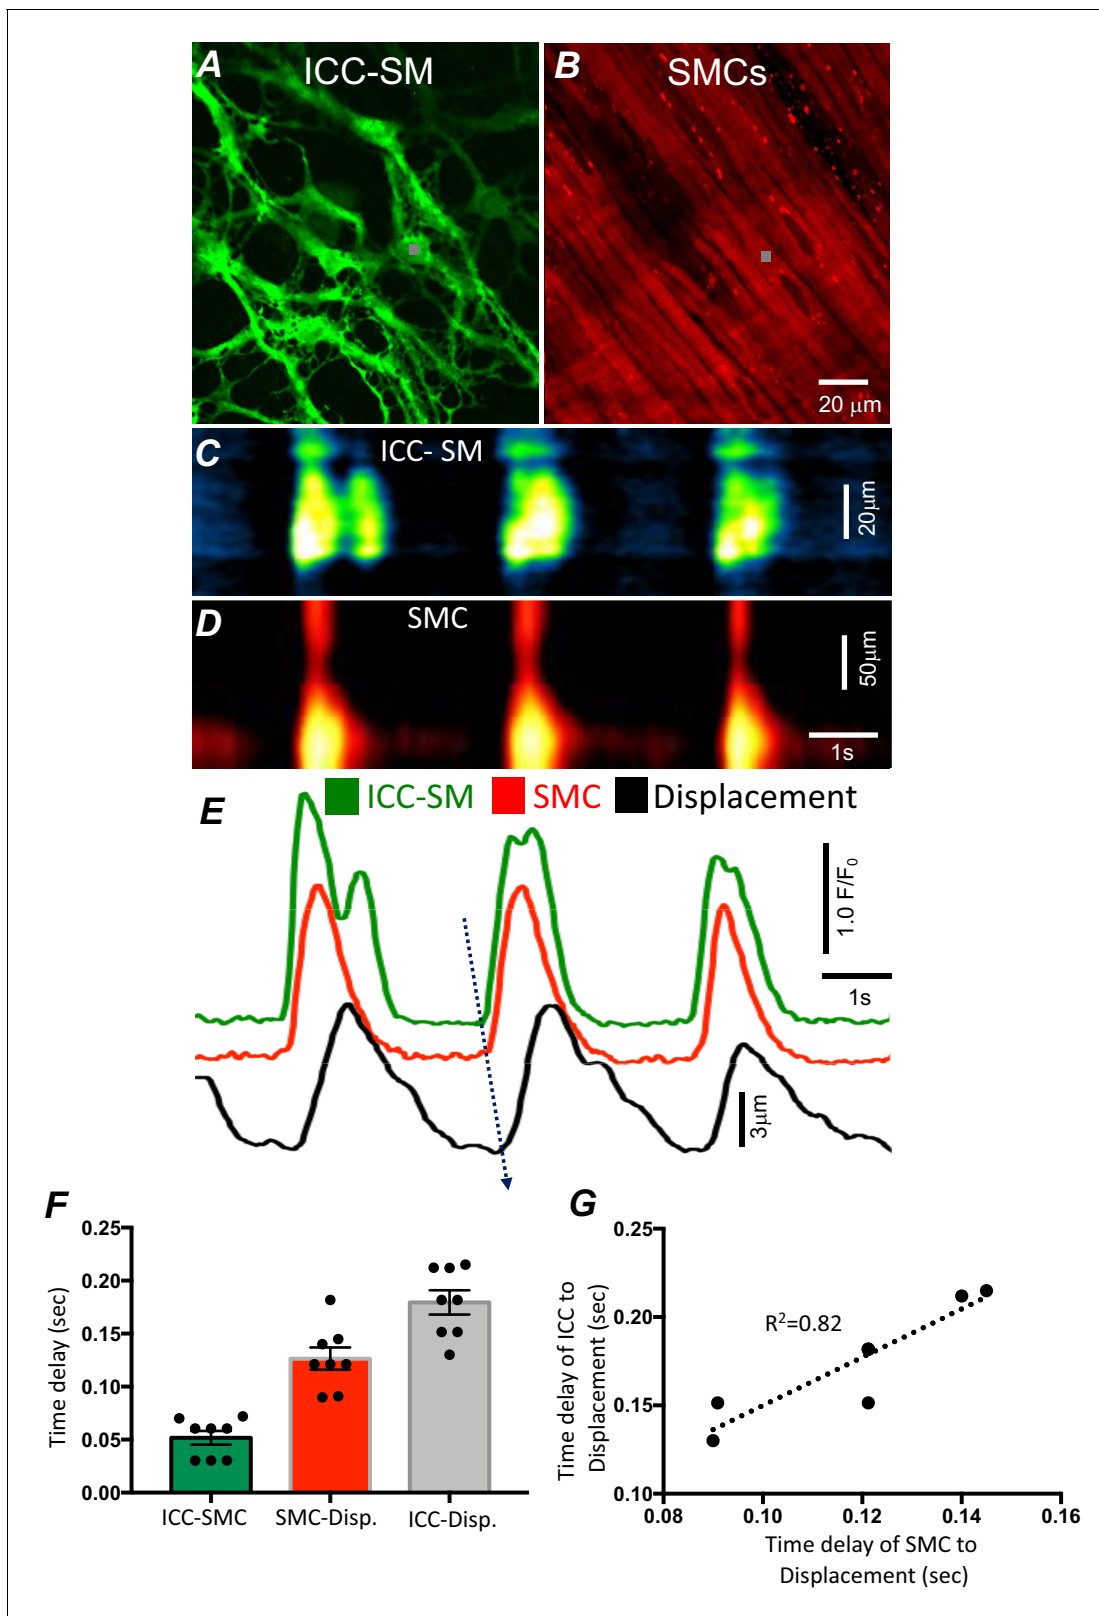 A ICC-SM
B SMCs
20 μm
C ICC- SM
20μm
D SMC
50μm
1s
ICC-SM SMC Displacement
E
1.0 F/F₀
1s
3μm
F
0.25
0.20
0.15
0.10
0.05
0.00
Time delay (sec)
ICC-SMC SMC-Disp. ICC-Disp.
G
0.25
0.20
0.15
0.10
Time delay of ICC to
Displacement (sec)
R²=0.82
0.08 0.10 0.12 0.14 0.16
Time delay of SMC to
Displacement (sec)